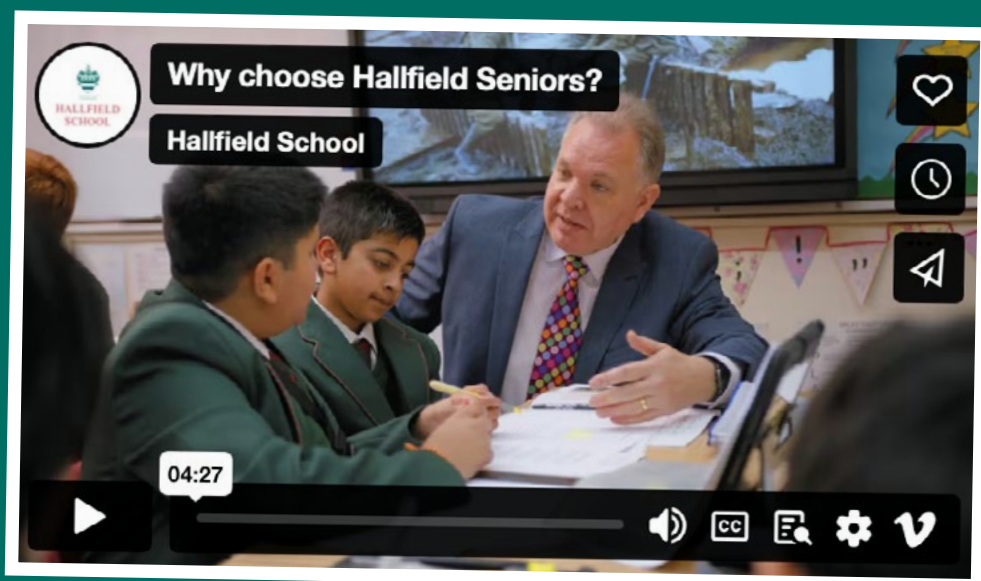 HALLFIELD
SCHOOL
Why choose Hallfield Seniors?
Hallfield School
!
"
04:27
CC